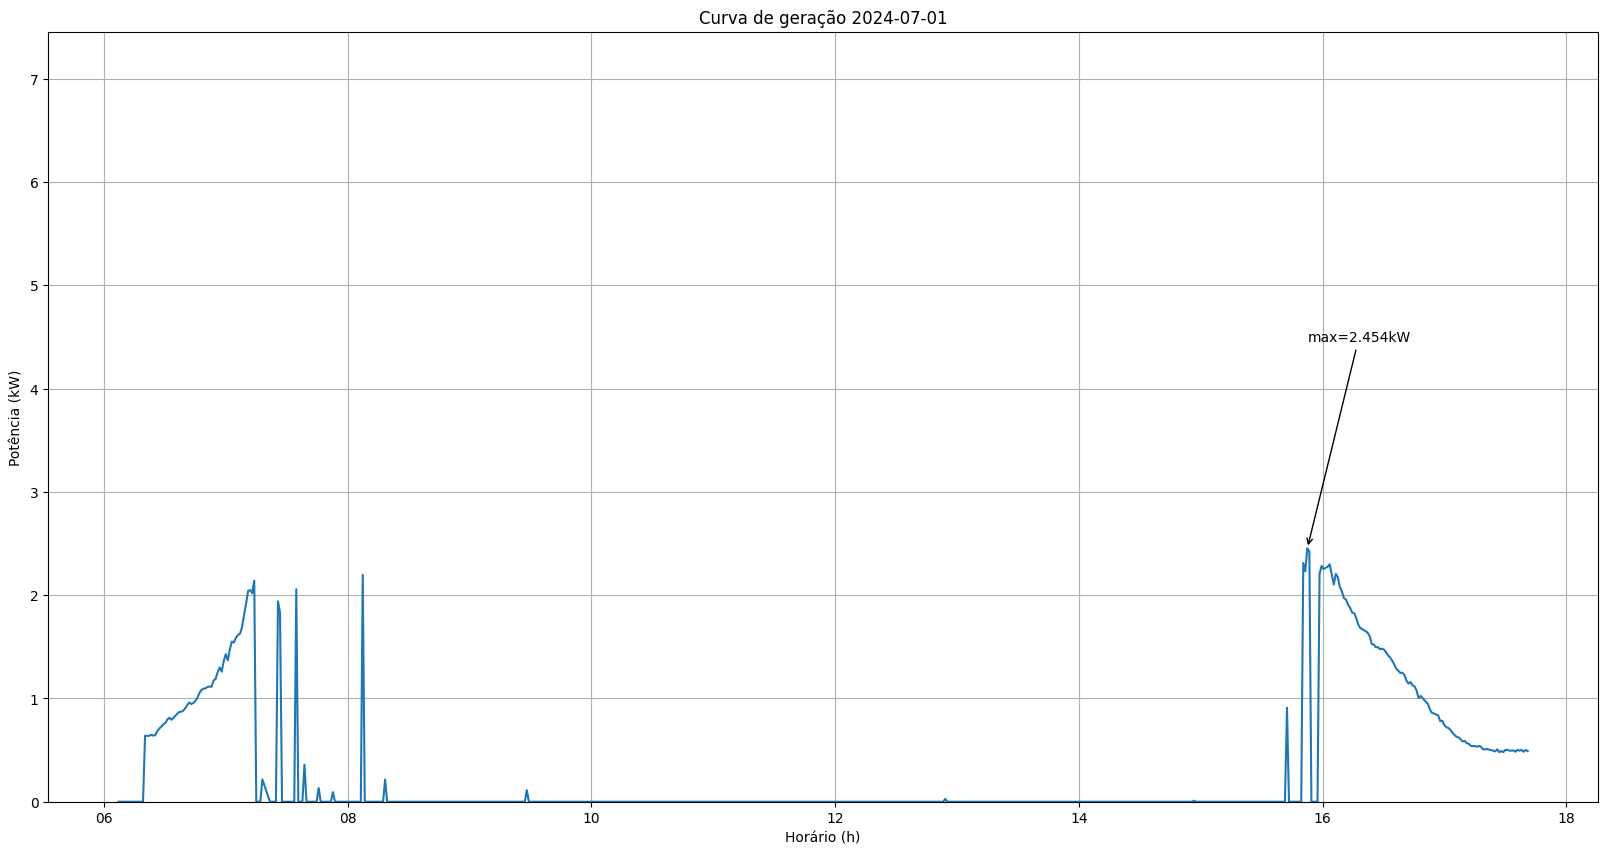 Curva de geração 2024-07-01
7
6
5
4
3
2
1
0
Potência (kW)
max=2.454kW
06 08 10 12 14 16 18
Horário (h)